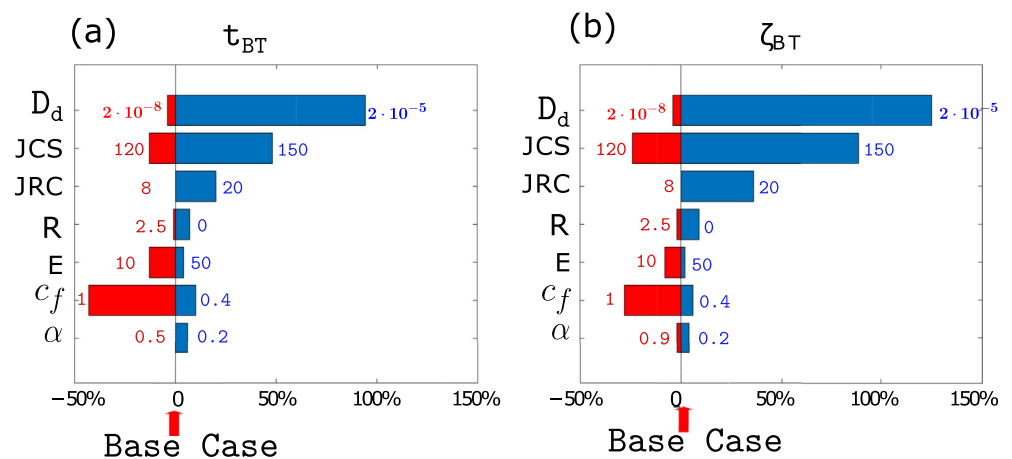 (a)
t_BT
D_d 2·10^−8 2·10^−5
JCS 120 150
JRC 8 20
R 2.5 0
E 10 50
c_f 1 0.4
α 0.5 0.2
−50% 0 50% 100% 150%
Base Case
(b)
ζ_BT
D_d 2·10^−8 2·10^−5
JCS 120 150
JRC 8 20
R 2.5 0
E 10 50
c_f 1 0.4
α 0.9 0.2
−50% 0 50% 100% 150%
Base Case